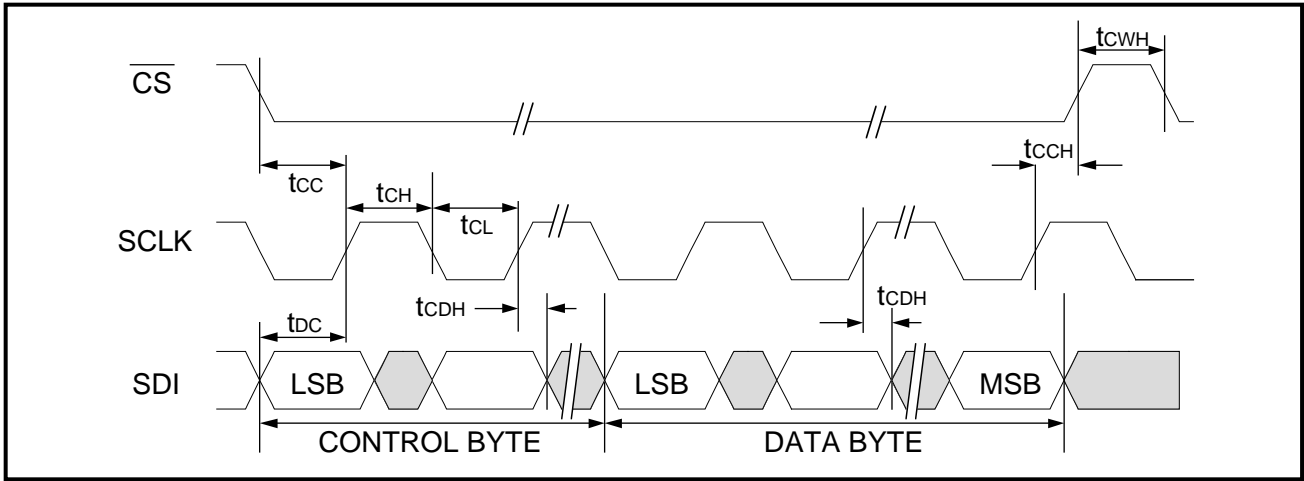 tCWH
CS
tCCH
tCC
tCH
tCL
SCLK
tCDH
tCDH
tDC
SDI
LSB
LSB
MSB
CONTROL BYTE
DATA BYTE